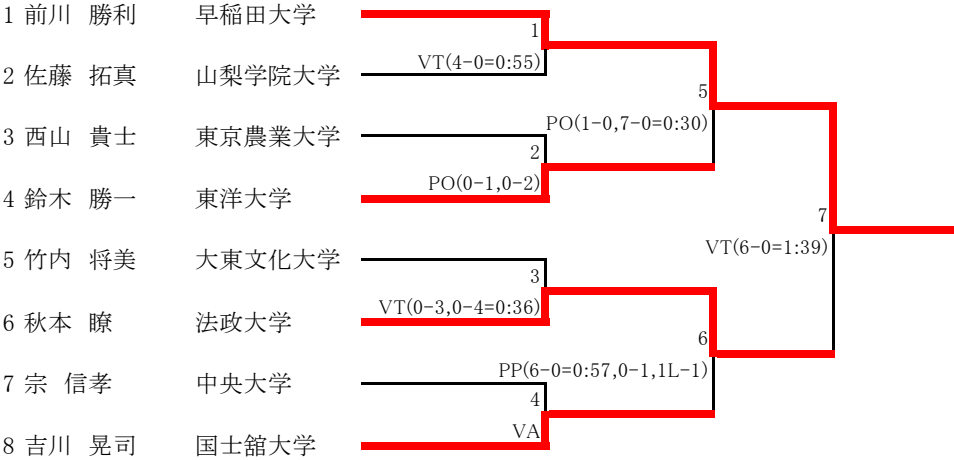 1 前川 勝利 早稲田大学
1
VT(4-0=0:55)
2 佐藤 拓真 山梨学院大学
5
PO(1-0,7-0=0:30)
3 西山 貴士 東京農業大学
2
PO(0-1,0-2)
4 鈴木 勝一 東洋大学
7
VT(6-0=1:39)
5 竹内 将美 大東文化大学
3
VT(0-3,0-4=0:36)
6 秋本 瞭 法政大学
6
PP(6-0=0:57,0-1,1L-1)
7 宗 信孝 中央大学
4
VA
8 吉川 晃司 国士舘大学